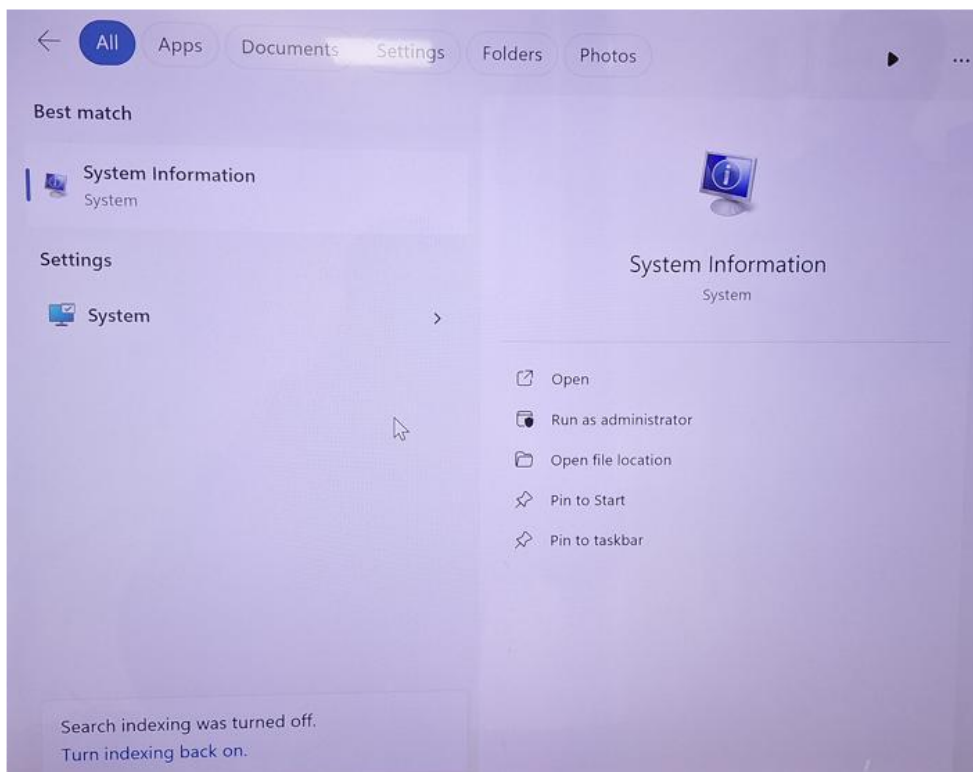 All Apps Documents Settings Folders Photos ...
Best match
System Information
System
Settings
System
System Information
System
Open
Run as administrator
Open file location
Pin to Start
Pin to taskbar
Search indexing was turned off.
Turn indexing back on.